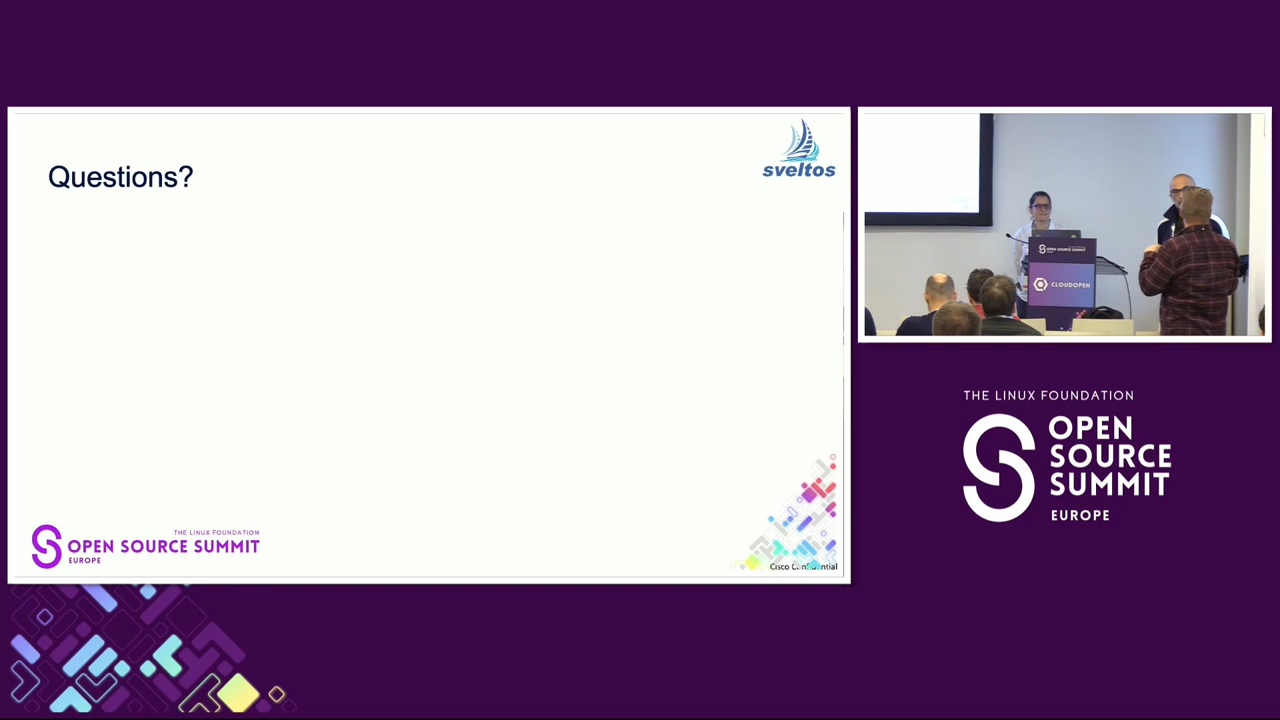 Questions?
sveltos
THE LINUX FOUNDATION
OPEN SOURCE SUMMIT
EUROPE
Cisco Confidential
OPEN SOURCE SUMMIT
CLOUDOPEN
THE LINUX FOUNDATION
OPEN
SOURCE
SUMMIT
EUROPE